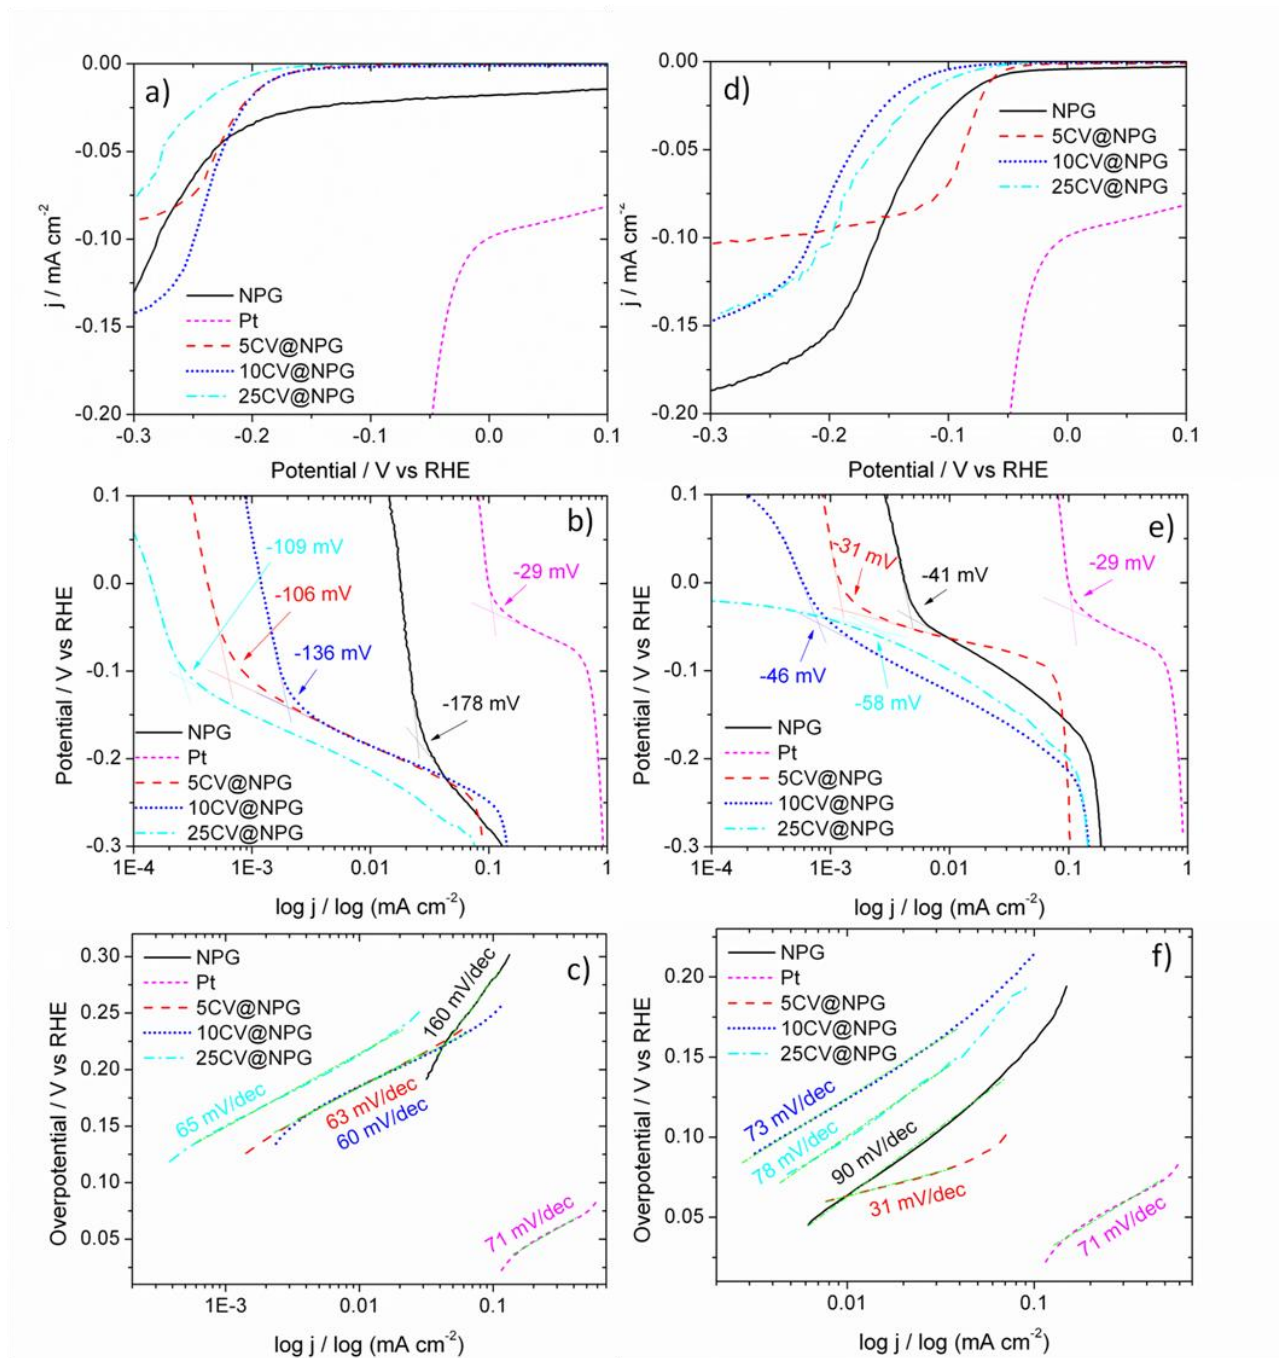 a)
0.00
-0.05
-0.10
-0.15
-0.20
j / mA cm-2
NPG
Pt
5CV@NPG
10CV@NPG
25CV@NPG
-0.3 -0.2 -0.1 0.0 0.1
Potential / V vs RHE
d)
0.00
-0.05
-0.10
-0.15
-0.20
j / mA cm-2
NPG
5CV@NPG
10CV@NPG
25CV@NPG
-0.3 -0.2 -0.1 0.0 0.1
Potential / V vs RHE
b)
0.1
0.0
-0.1
-0.2
-0.3
Potential / V vs RHE
-109 mV
-29 mV
-106 mV
-136 mV
-178 mV
NPG
Pt
5CV@NPG
10CV@NPG
25CV@NPG
1E-4 1E-3 0.01 0.1 1
log j / log (mA cm-2)
e)
0.1
0.0
-0.1
-0.2
-0.3
Potential / V vs RHE
-31 mV
-41 mV
-29 mV
-46 mV
-58 mV
NPG
Pt
5CV@NPG
10CV@NPG
25CV@NPG
1E-4 1E-3 0.01 0.1 1
log j / log (mA cm-2)
c)
0.30
0.25
0.20
0.15
0.10
0.05
Overpotential / V vs RHE
NPG
Pt
5CV@NPG
10CV@NPG
25CV@NPG
160 mV/dec
65 mV/dec
63 mV/dec
60 mV/dec
71 mV/dec
1E-3 0.01 0.1
log j / log (mA cm-2)
f)
0.20
0.15
0.10
0.05
Overpotential / V vs RHE
NPG
Pt
5CV@NPG
10CV@NPG
25CV@NPG
73 mV/dec
78 mV/dec
90 mV/dec
31 mV/dec
71 mV/dec
0.01 0.1
log j / log (mA cm-2)